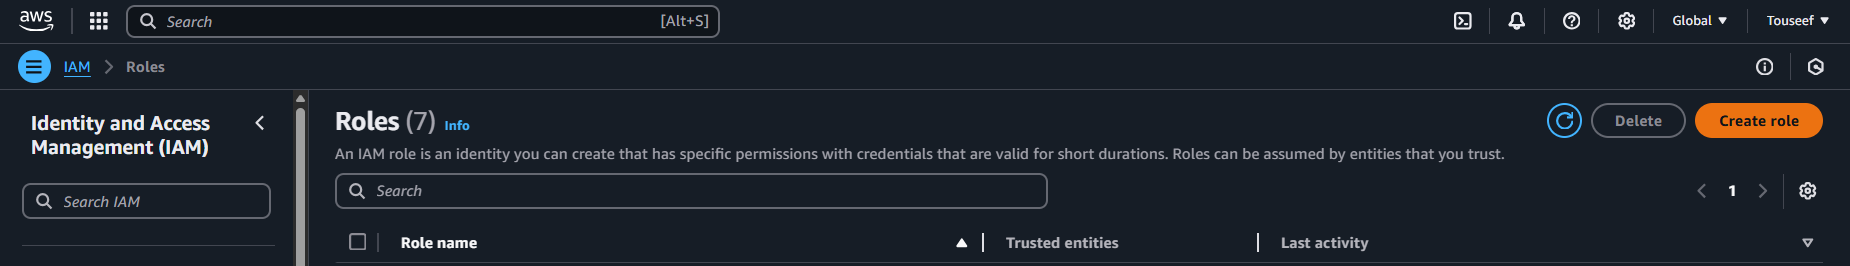 aws
Search [Alt+S]
Global
Touseef
IAM > Roles
Identity and Access
Management (IAM)
Search IAM
Roles (7) Info
Delete
Create role
An IAM role is an identity you can create that has specific permissions with credentials that are valid for short durations. Roles can be assumed by entities that you trust.
Search
1
Role name Trusted entities Last activity